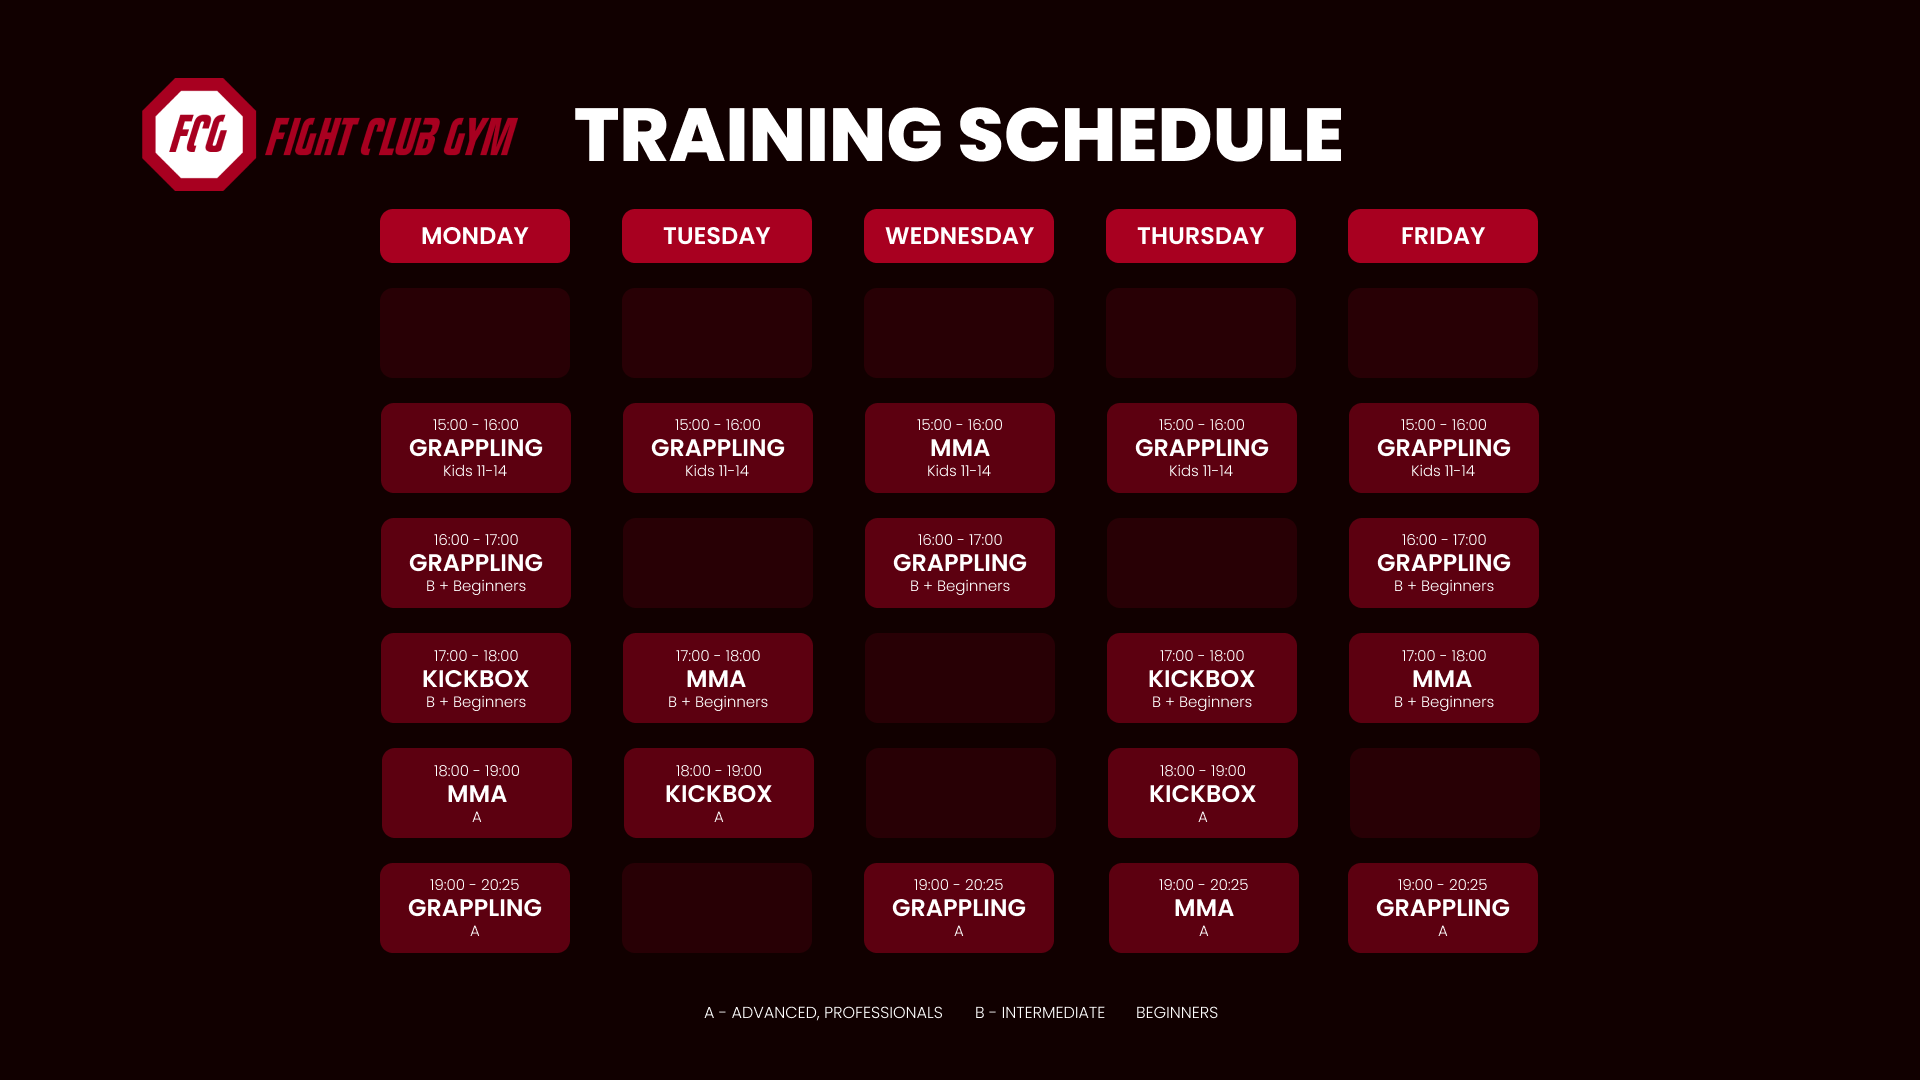 FCG
FIGHT CLUB GYM
TRAINING SCHEDULE
MONDAY
TUESDAY
WEDNESDAY
THURSDAY
FRIDAY
15:00 - 16:00
GRAPPLING
Kids 11-14
15:00 - 16:00
GRAPPLING
Kids 11-14
15:00 - 16:00
MMA
Kids 11-14
15:00 - 16:00
GRAPPLING
Kids 11-14
15:00 - 16:00
GRAPPLING
Kids 11-14
16:00 - 17:00
GRAPPLING
B + Beginners
16:00 - 17:00
GRAPPLING
B + Beginners
16:00 - 17:00
GRAPPLING
B + Beginners
17:00 - 18:00
KICKBOX
B + Beginners
17:00 - 18:00
MMA
B + Beginners
17:00 - 18:00
KICKBOX
B + Beginners
17:00 - 18:00
MMA
B + Beginners
18:00 - 19:00
MMA
A
18:00 - 19:00
KICKBOX
A
18:00 - 19:00
KICKBOX
A
19:00 - 20:25
GRAPPLING
A
19:00 - 20:25
GRAPPLING
A
19:00 - 20:25
MMA
A
19:00 - 20:25
GRAPPLING
A
A - ADVANCED, PROFESSIONALS
B - INTERMEDIATE
BEGINNERS